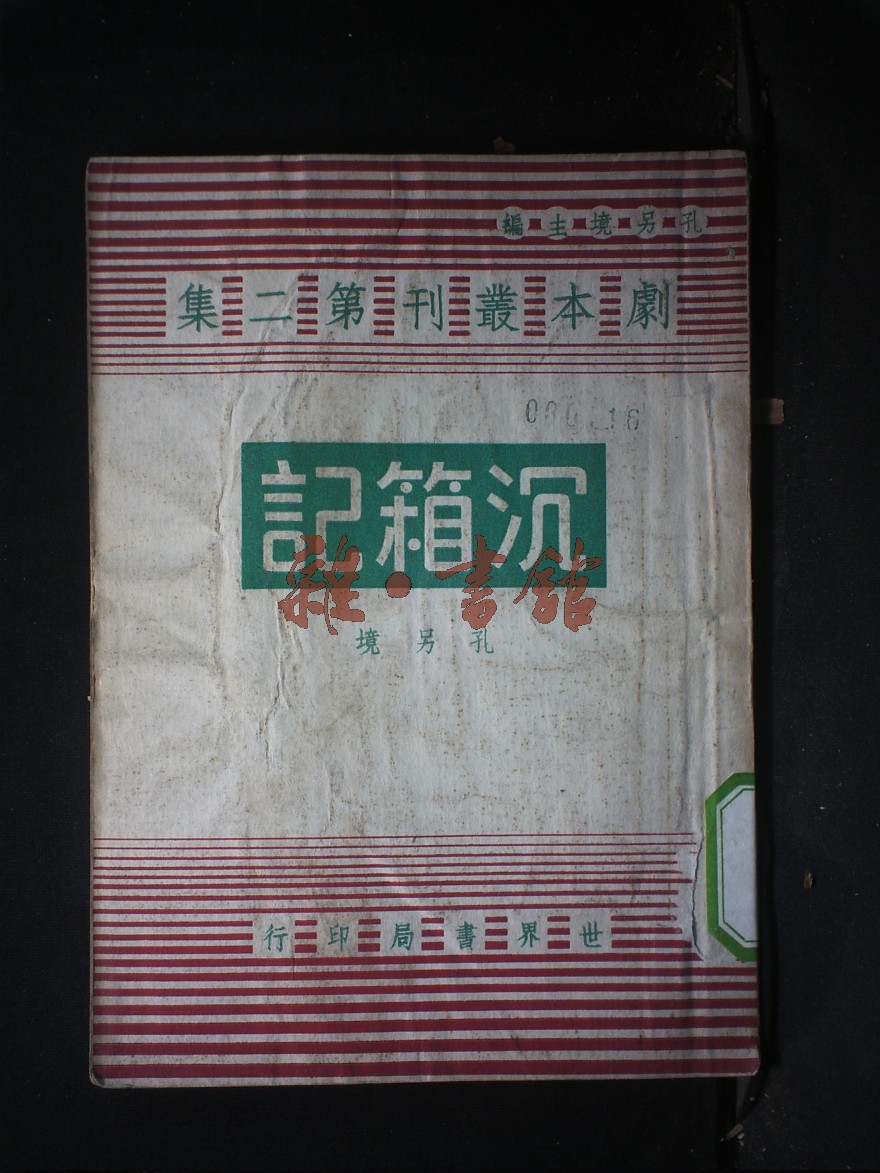 孔另境主編
劇本叢刊第二集
沉箱記
雜·書館
孔另境
世界書局印行